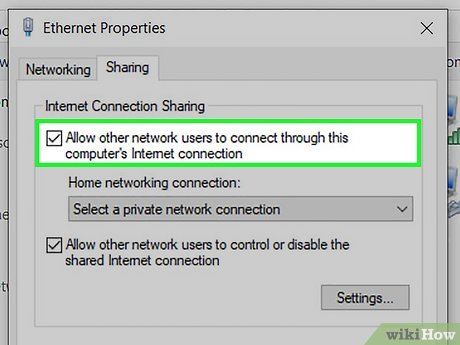 Ethernet Properties
Networking
Sharing
Internet Connection Sharing
Allow other network users to connect through this
computer's Internet connection
Home networking connection:
Select a private network connection
Allow other network users to control or disable the
shared Internet connection
Settings...
wikiHow